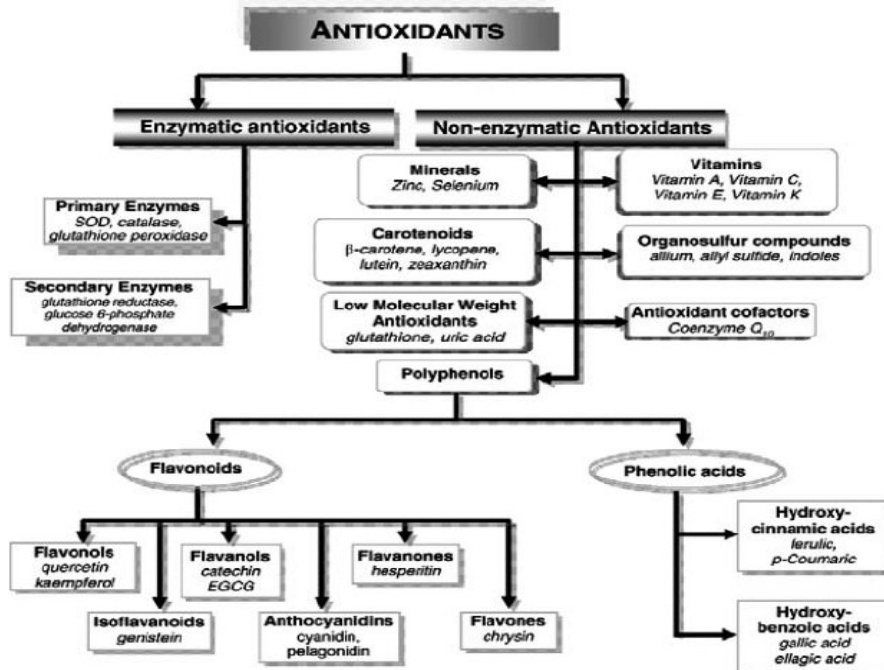 ANTIOXIDANTS
Enzymatic antioxidants
Non-enzymatic Antioxidants
Minerals
Zinc, Selenium
Vitamins
Vitamin A, Vitamin C,
Vitamin E, Vitamin K
Primary Enzymes
SOD, catalase,
glutathione peroxidase
Carotenoids
β-carotene, lycopene,
lutein, zeaxanthin
Organosulfur compounds
allium, allyl sulfide, indoles
Secondary Enzymes
glutathione reductase,
glucose 6-phosphate
dehydrogenase
Low Molecular Weight
Antioxidants
glutathione, uric acid
Antioxidant cofactors
Coenzyme Q10
Polyphenols
Flavonoids
Phenolic acids
Flavonols
quercetin
kaempferol
Flavanols
catechin
EGCG
Flavanones
hesperitin
Isoflavanoids
genistein
Anthocyanidins
cyanidin,
pelagonidin
Flavones
chrysin
Hydroxy-
cinnamic acids
ferulic,
p-Coumaric
Hydroxy-
benzoic acids
gallic acid
ellagic acid